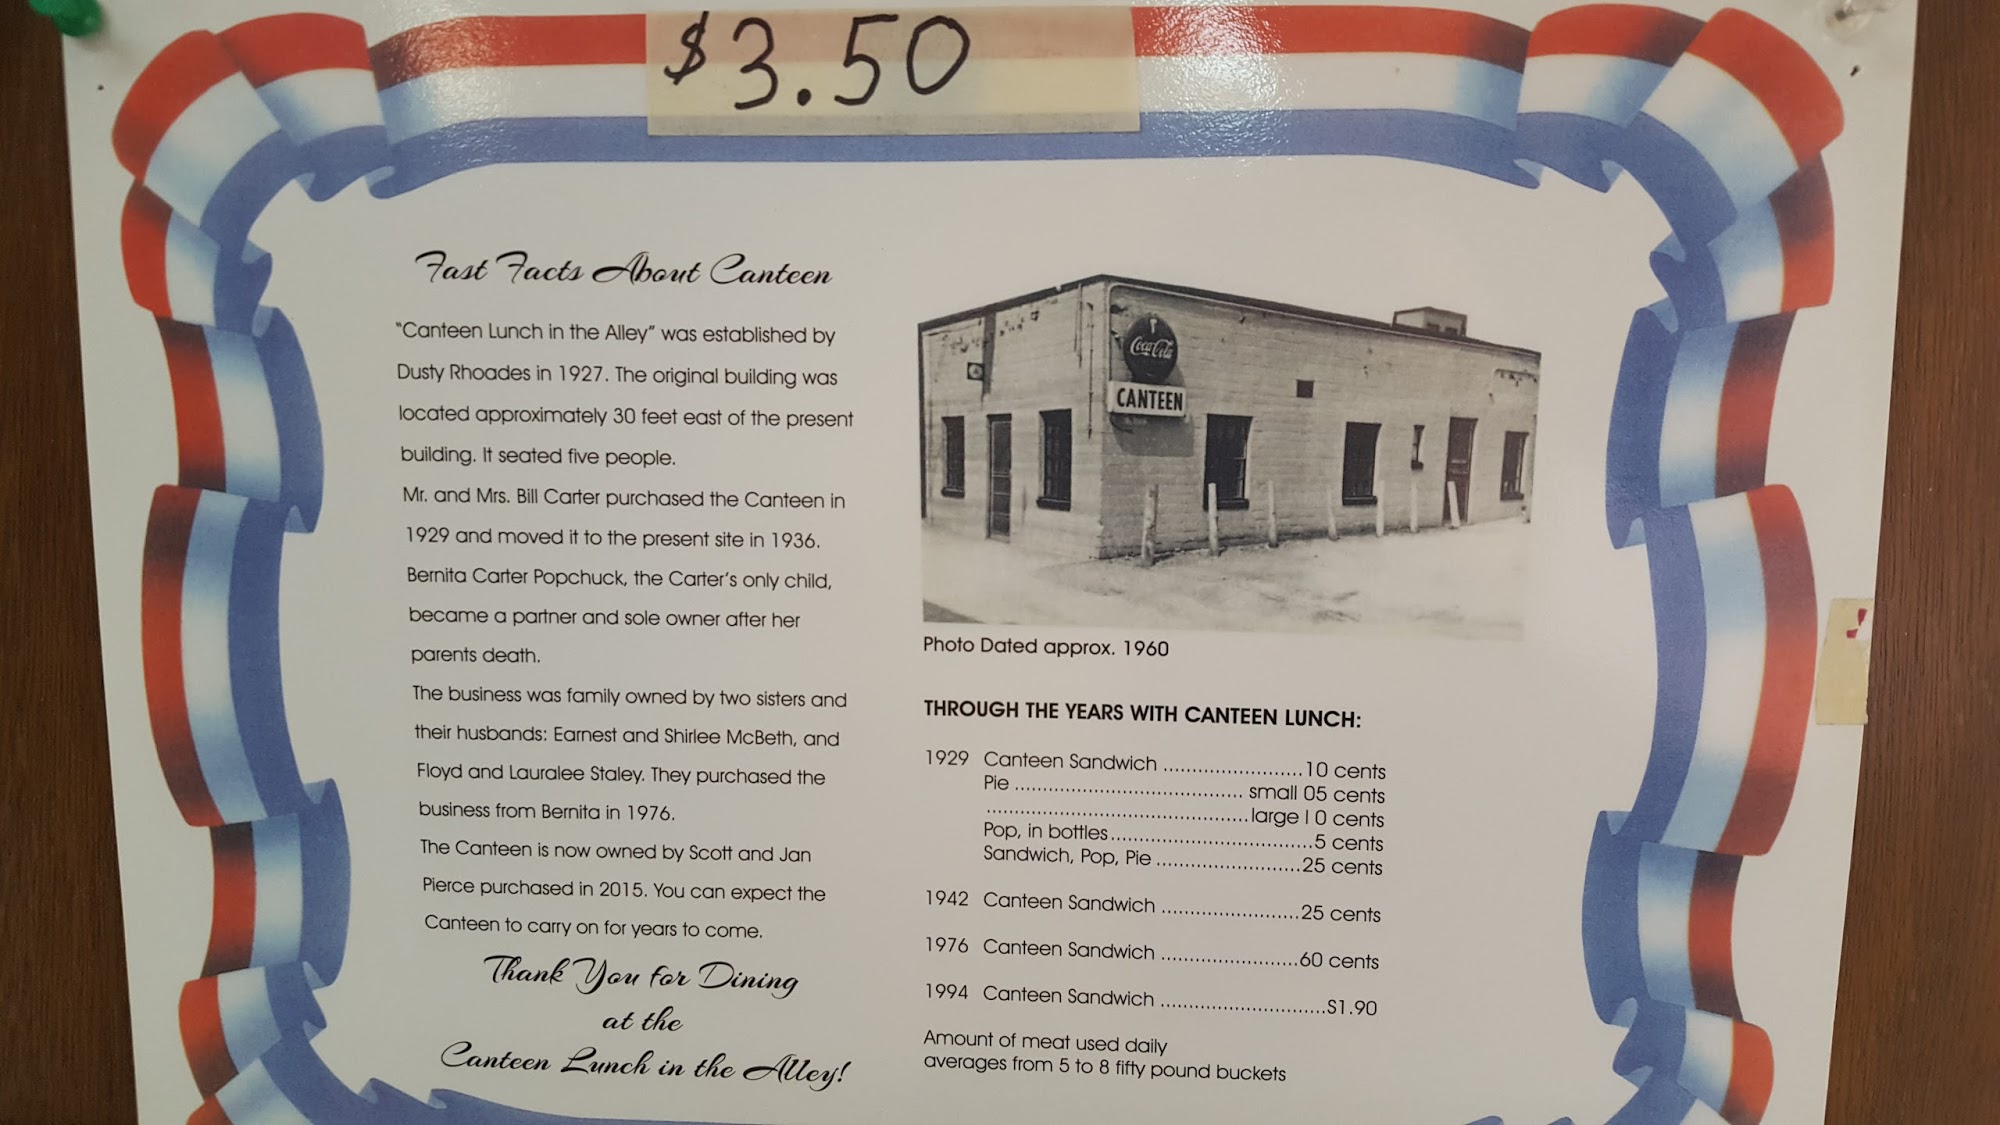 $3.50
Fast Facts About Canteen
"Canteen Lunch in the Alley" was established by
Dusty Rhoades in 1927. The original building was
located approximately 30 feet east of the present
building. It seated five people.
Mr. and Mrs. Bill Carter purchased the Canteen in
1929 and moved it to the present site in 1936.
Bernita Carter Popchuck, the Carter's only child,
became a partner and sole owner after her
parents death.
The business was family owned by two sisters and
their husbands: Earnest and Shirlee McBeth, and
Floyd and Lauralee Staley. They purchased the
business from Bernita in 1976.
The Canteen is now owned by Scott and Jan
Pierce purchased in 2015. You can expect the
Canteen to carry on for years to come.
Thank You for Dining
at the
Canteen Lunch in the Alley!
Coca-Cola
CANTEEN
Photo Dated approx. 1960
THROUGH THE YEARS WITH CANTEEN LUNCH:
1929 Canteen Sandwich ........................10 cents
Pie ....................................... small 05 cents
.............................................large l 0 cents
Pop, in bottles...................................5 cents
Sandwich, Pop, Pie .........................25 cents
1942 Canteen Sandwich ........................25 cents
1976 Canteen Sandwich ........................60 cents
1994 Canteen Sandwich .............................$1.90
Amount of meat used daily
averages from 5 to 8 fifty pound buckets